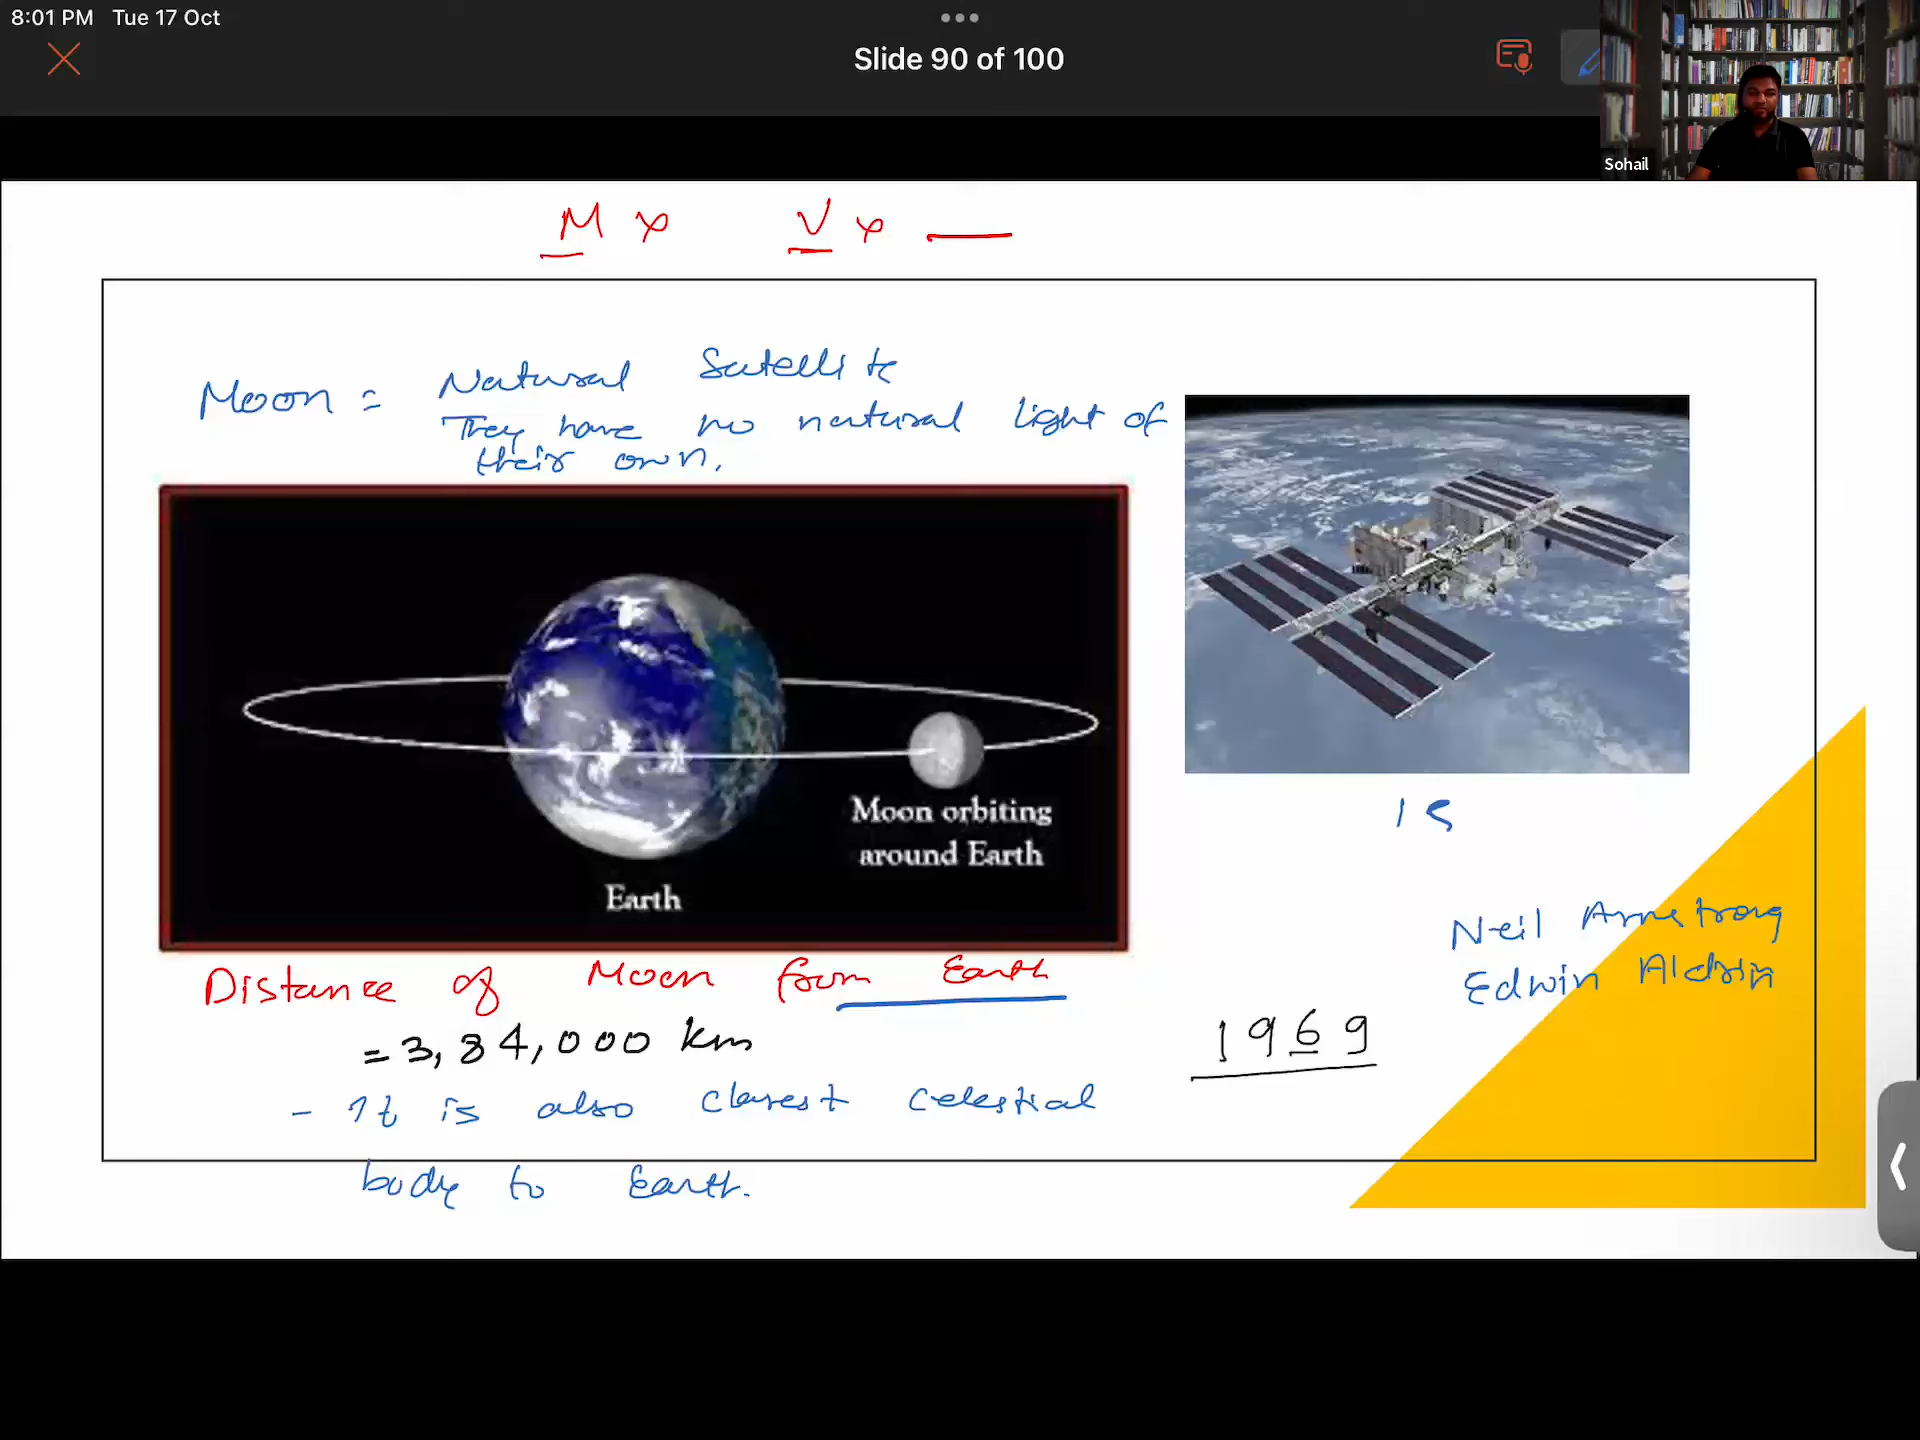 8:01 PM Tue 17 Oct
Slide 90 of 100
Sohail
M x V x
Moon = Natural Satellite
They have no natural light of
their own.
Moon orbiting
around Earth
Earth
IS
Neil Armstrong
Edwin Aldrin
Distance of Moon from Earth
= 3,84,000 km
1969
- It is also closest celestial
body to Earth.